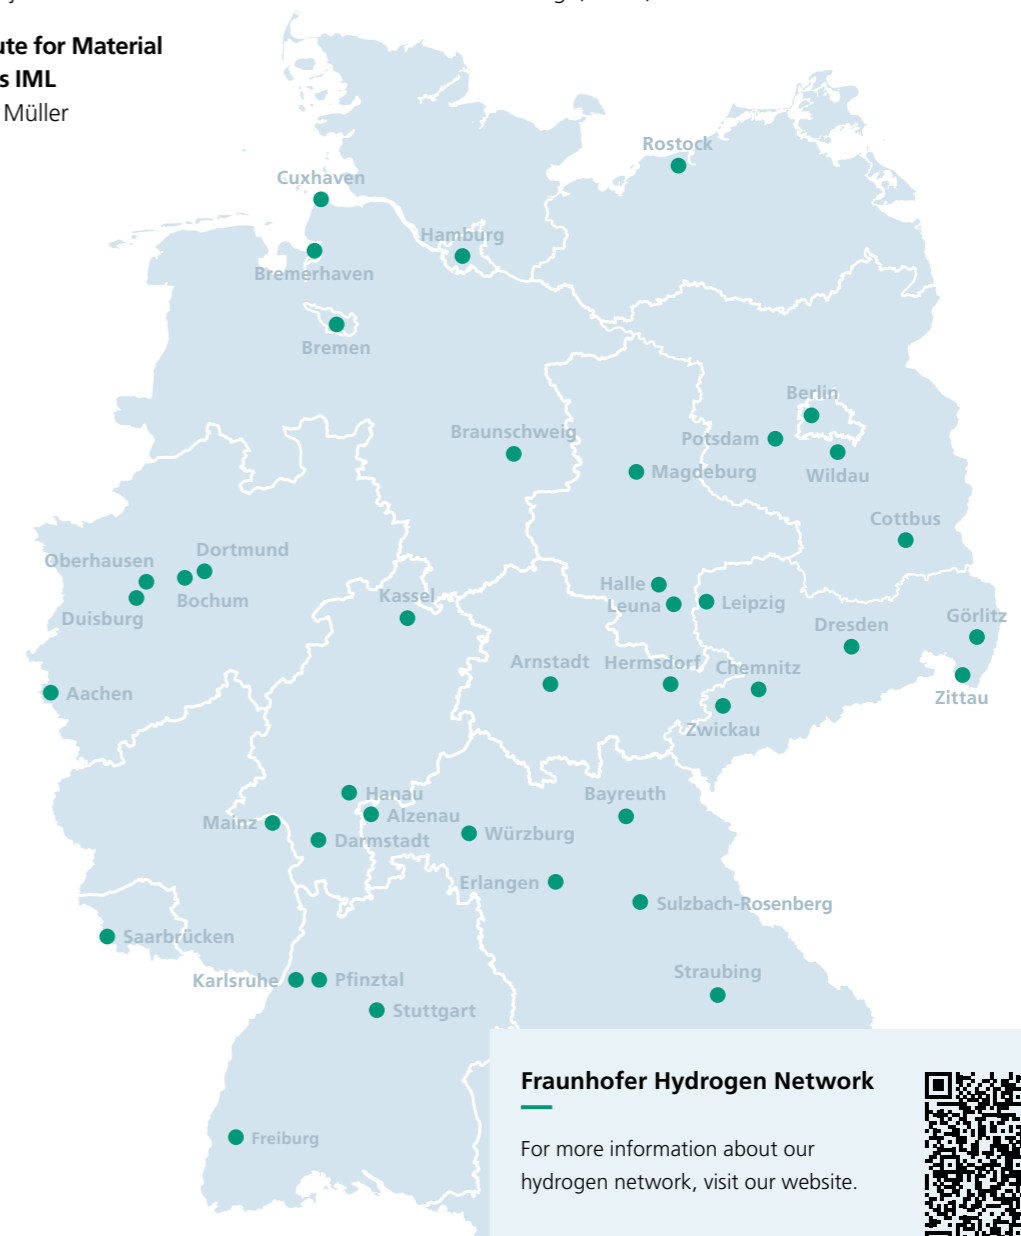 ute for Material
s IML
Müller
Rostock
Cuxhaven
Hamburg
Bremerhaven
Bremen
Berlin
Braunschweig
Potsdam
Magdeburg
Wildau
Cottbus
Dortmund
Oberhausen
Halle
Kassel
Bochum
Leuna
Leipzig
Duisburg
Görlitz
Dresden
Arnstadt
Hermsdorf
Chemnitz
Aachen
Zittau
Zwickau
Hanau
Bayreuth
Alzenau
Mainz
Würzburg
Darmstadt
Erlangen
Sulzbach-Rosenberg
Saarbrücken
Straubing
Karlsruhe
Pfinztal
Stuttgart
Fraunhofer Hydrogen Network
Freiburg
For more information about our
hydrogen network, visit our website.